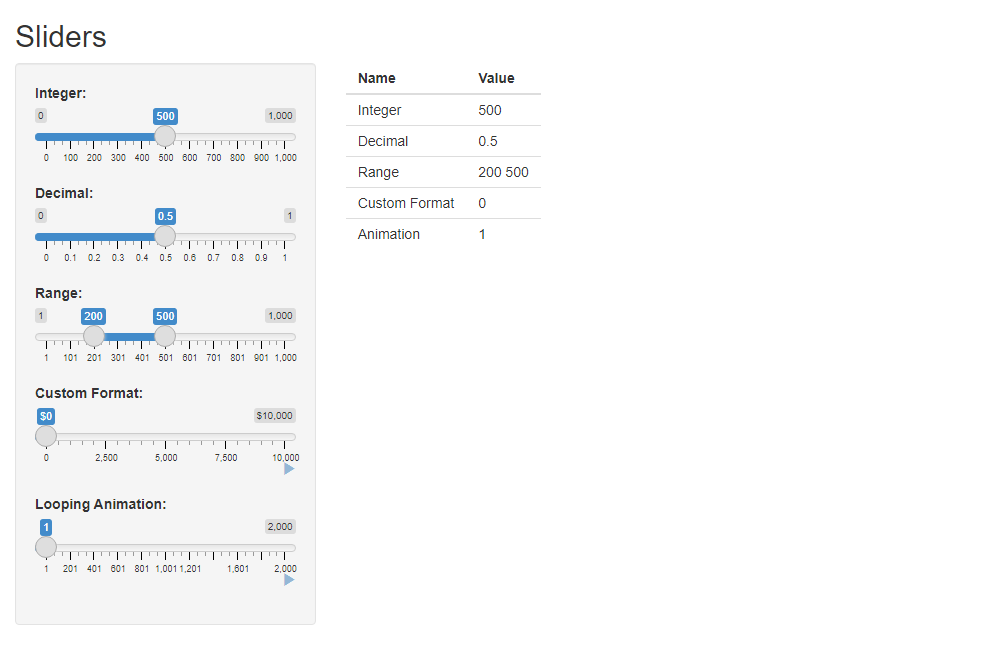 Sliders
Integer:
0 500 1,000
0 100 200 300 400 500 600 700 800 900 1,000
Decimal:
0 0.5 1
0 0.1 0.2 0.3 0.4 0.5 0.6 0.7 0.8 0.9 1
Range:
1 200 500 1,000
1 101 201 301 401 501 601 701 801 901 1,000
Custom Format:
$0 $10,000
0 2,500 5,000 7,500 10,000
Looping Animation:
1 2,000
1 201 401 601 801 1,001 1,201 1,601 2,000
Name Value
Integer 500
Decimal 0.5
Range 200 500
Custom Format 0
Animation 1